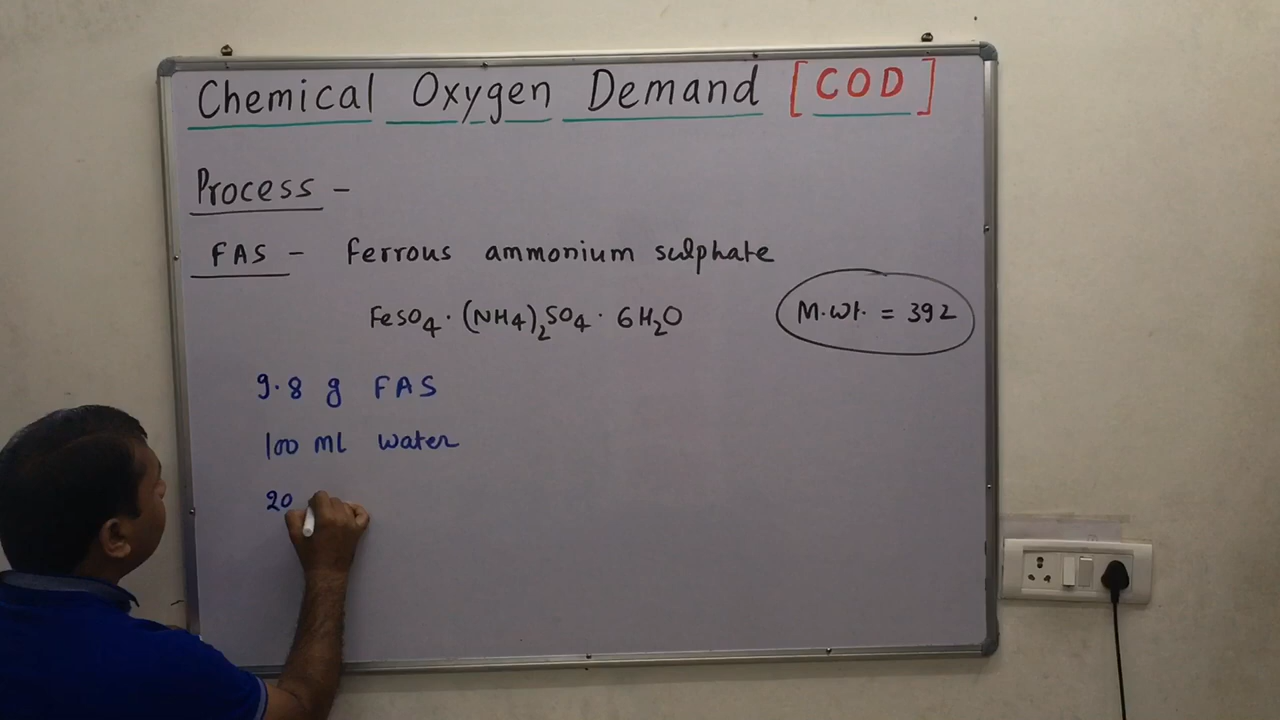 Chemical Oxygen Demand [COD]
Process -
FAS - Ferrous ammonium sulphate
FeSO₄ · (NH₄)₂SO₄ · 6H₂O
M.wt. = 392
9.8 g FAS
100 ml water
20